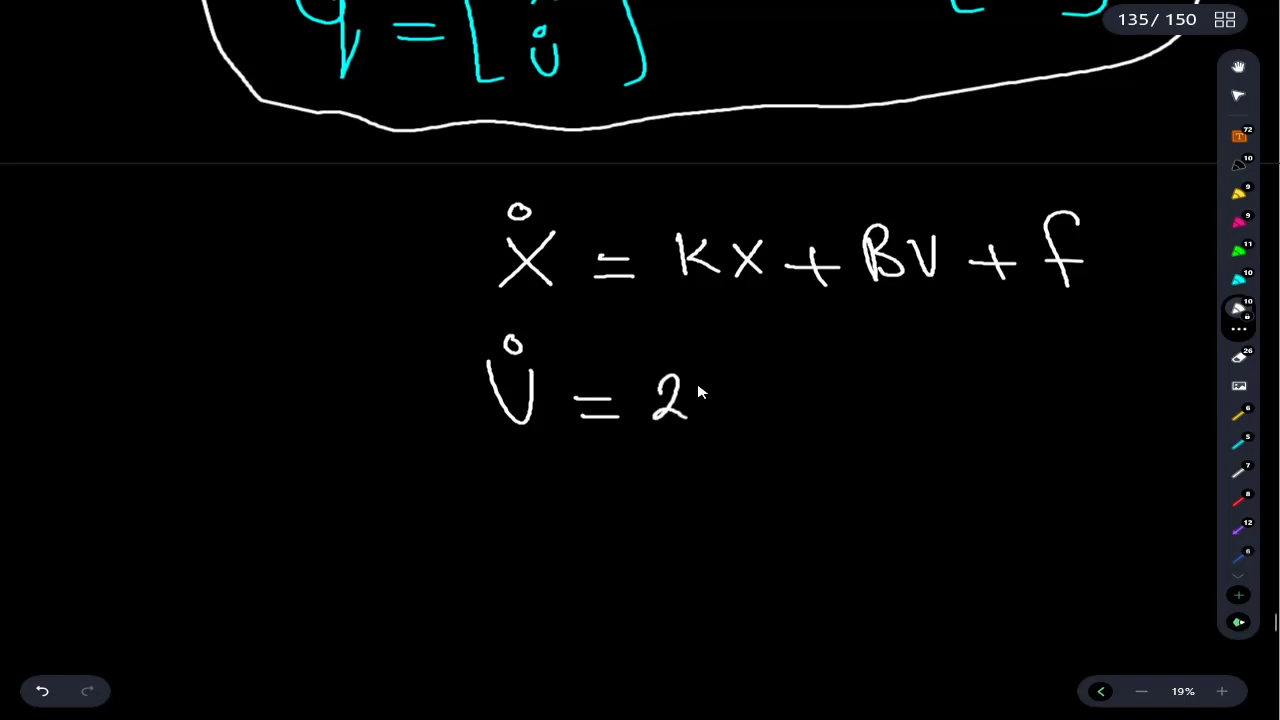 q̇ = [ v̇ ]
135/ 150
ẋ = Kx + BV + f
V̇ = 2
19%